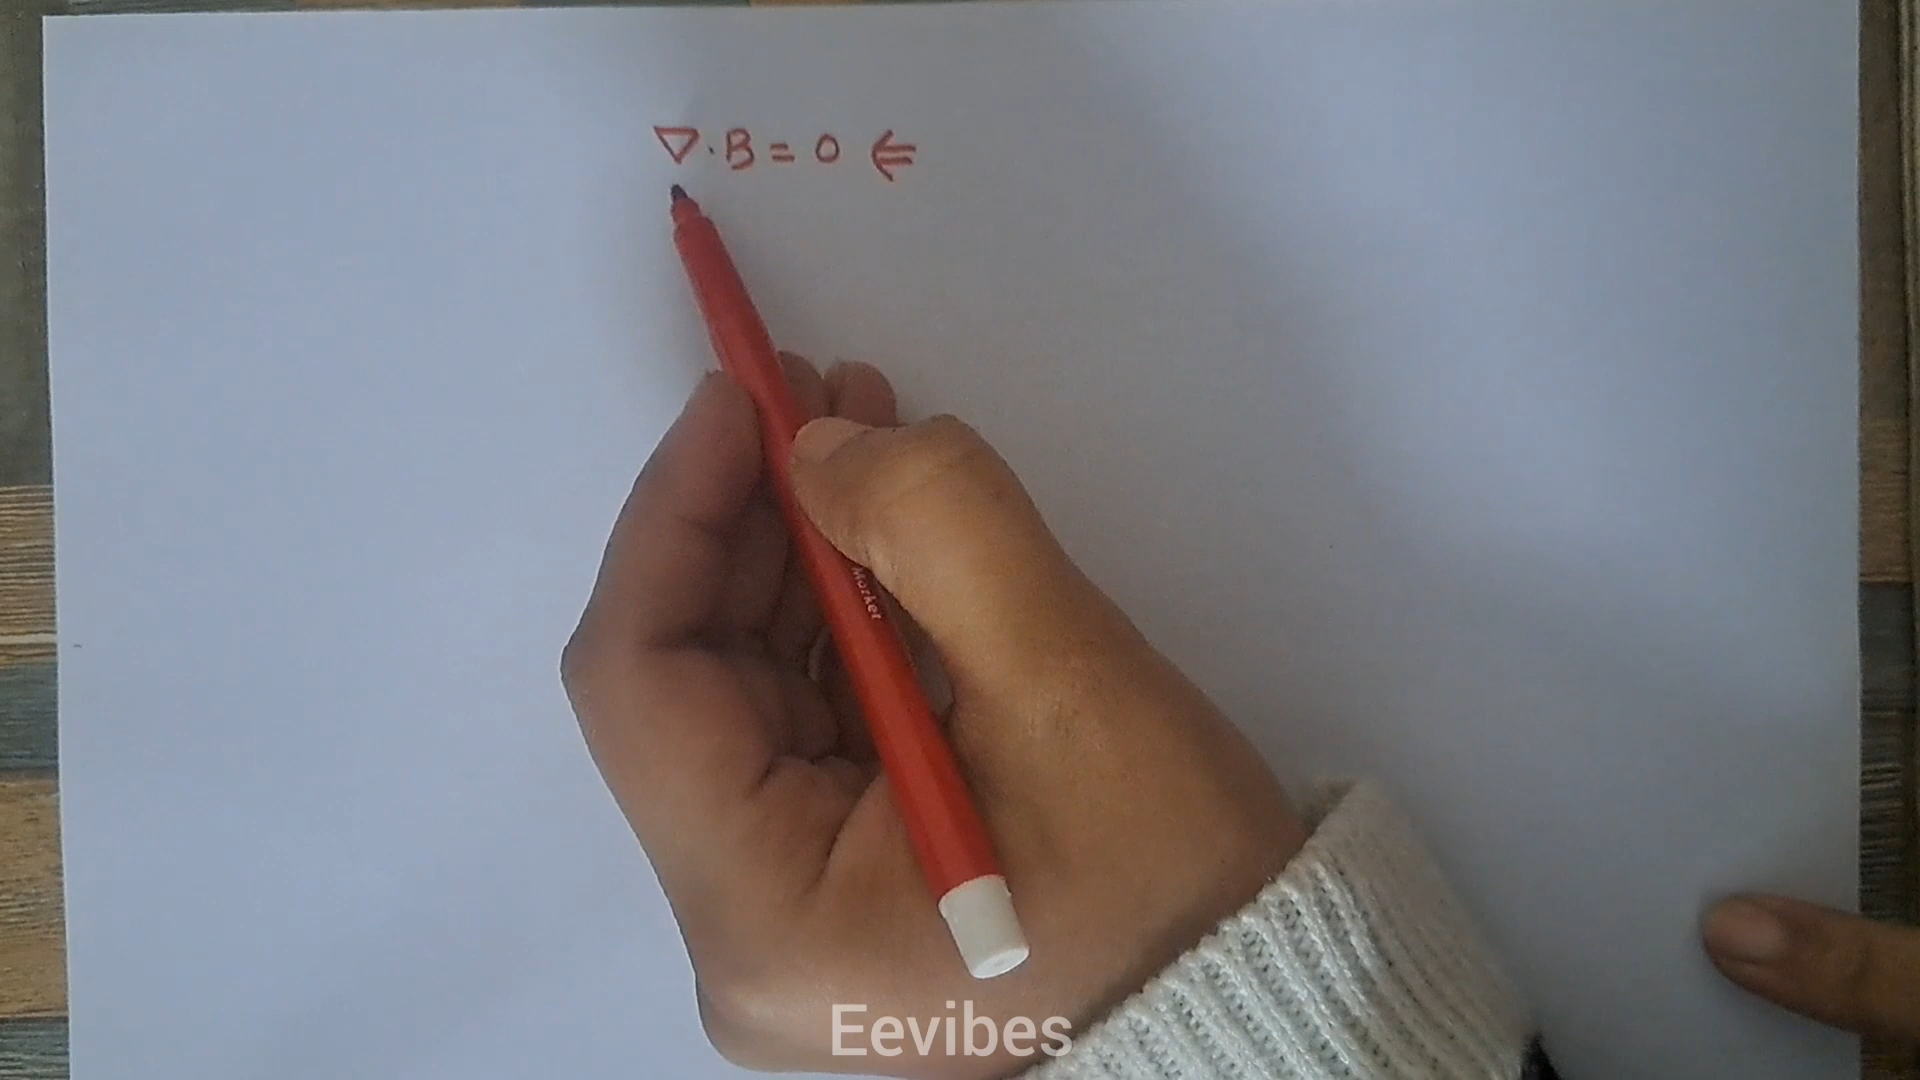 ∇·B = 0 ⇐
Marker
Eevibes